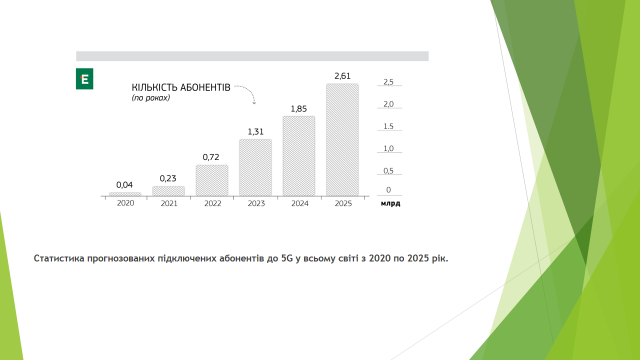 E
КІЛЬКІСТЬ АБОНЕНТІВ
(по роках)
0,04
0,23
0,72
1,31
1,85
2,61
2,5
2,0
1,5
1,0
0,5
0
млрд
2020 2021 2022 2023 2024 2025
Статистика прогнозованих підключених абонентів до 5G у всьому світі з 2020 по 2025 рік.